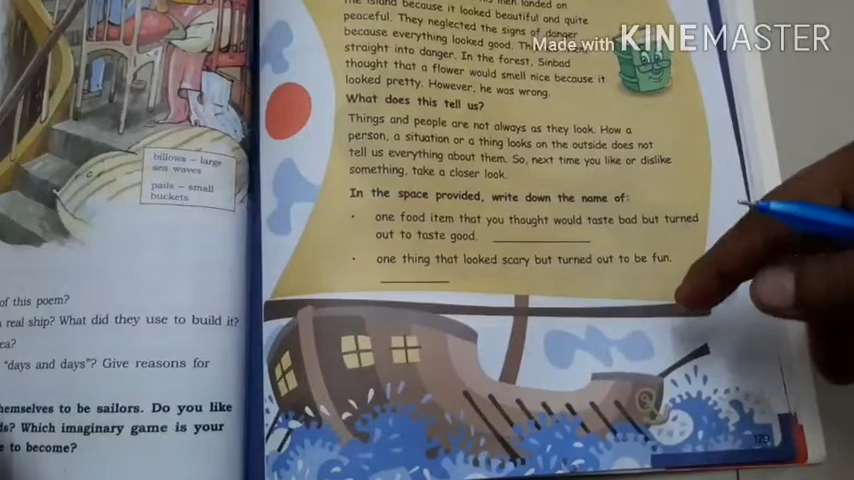 the island because it looked beautiful and quite
peaceful. They neglected the signs of danger
because everything looked good.
straight into danger. In the forest, Sinbad
thought that a flower would smell nice because it
looked pretty. However, he was wrong.
What does this tell us?
Things and people are not always as they look. How a
person, a situation or a thing looks on the outside does not
tell us everything about them. So, next time you like or dislike
something, take a closer look.
In the space provided, write down the name of:
• one food item that you thought would taste bad but turned
out to taste good.
• one thing that looked scary but turned out to be fun.
Made with KINEMASTER
billows – large
sea waves
pails – small
buckets
of this poem?
real ship? What did they use to build it?
"days and days"? Give reasons for
themselves to be sailors. Do you like
Which imaginary game is your
to become?